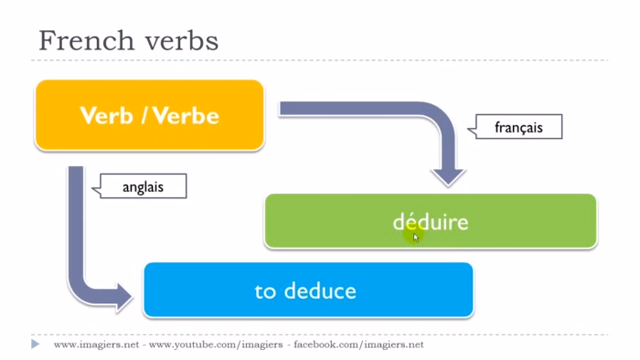 French verbs
Verb / Verbe
français
anglais
déduire
to deduce
www.imagiers.net - www.youtube.com/imagiers - facebook.com/imagiers.net